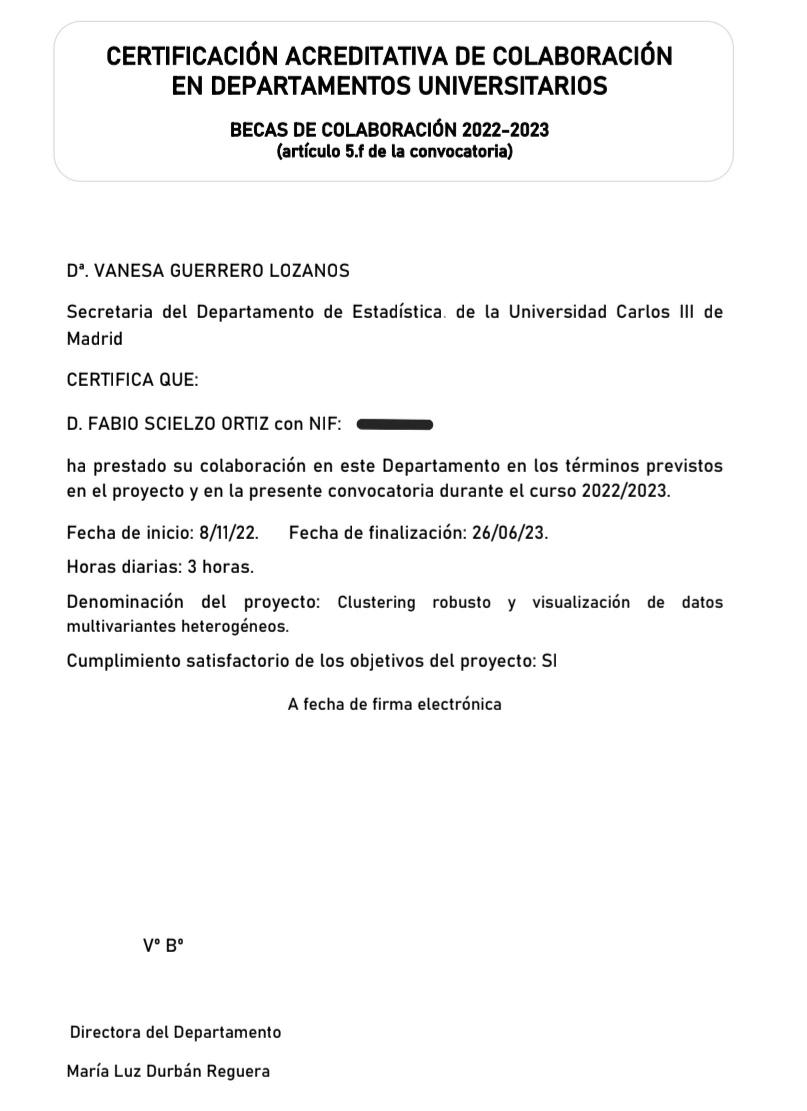 CERTIFICACIÓN ACREDITATIVA DE COLABORACIÓN
EN DEPARTAMENTOS UNIVERSITARIOS
BECAS DE COLABORACIÓN 2022-2023
(artículo 5.f de la convocatoria)
Dª. VANESA GUERRERO LOZANOS
Secretaria del Departamento de Estadística. de la Universidad Carlos III de
Madrid
CERTIFICA QUE:
D. FABIO SCIELZO ORTIZ con NIF:
ha prestado su colaboración en este Departamento en los términos previstos
en el proyecto y en la presente convocatoria durante el curso 2022/2023.
Fecha de inicio: 8/11/22. Fecha de finalización: 26/06/23.
Horas diarias: 3 horas.
Denominación del proyecto: Clustering robusto y visualización de datos
multivariantes heterogéneos.
Cumplimiento satisfactorio de los objetivos del proyecto: SI
A fecha de firma electrónica
Vº Bº
Directora del Departamento
María Luz Durbán Reguera